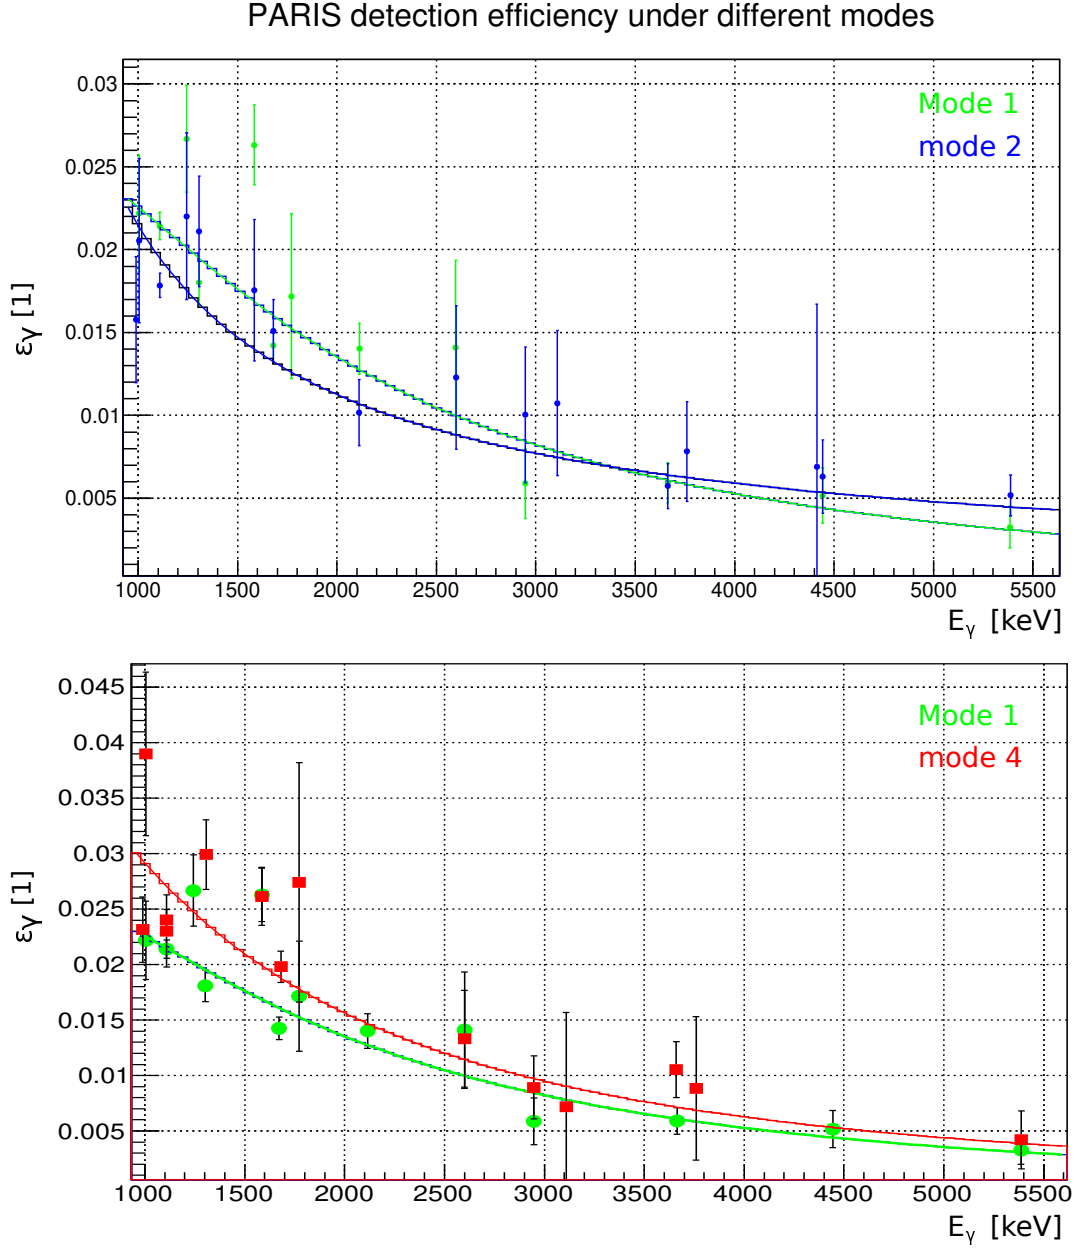 PARIS detection efficiency under different modes
0.03
0.025
0.02
0.015
0.01
0.005
εγ [1]
Mode 1
mode 2
1000 1500 2000 2500 3000 3500 4000 4500 5000 5500
Eγ [keV]
0.045
0.04
0.035
0.03
0.025
0.02
0.015
0.01
0.005
εγ [1]
Mode 1
mode 4
1000 1500 2000 2500 3000 3500 4000 4500 5000 5500
Eγ [keV]